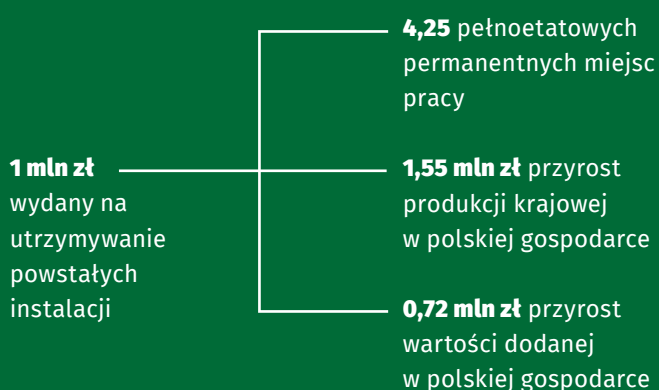 1 mln zł
wydany na
utrzymywanie
powstałych
instalacji
4,25 pełnoetatowych
permanentnych miejsc
pracy
1,55 mln zł przyrost
produkcji krajowej
w polskiej gospodarce
0,72 mln zł przyrost
wartości dodanej
w polskiej gospodarce